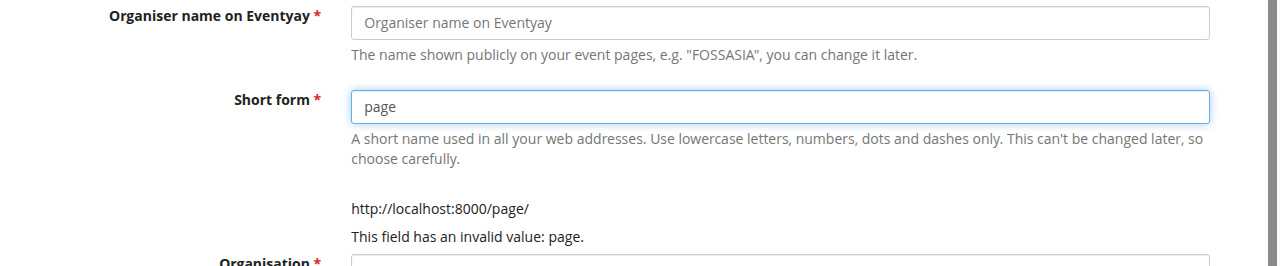 Organiser name on Eventyay *
Organiser name on Eventyay
The name shown publicly on your event pages, e.g. "FOSSASIA", you can change it later.
Short form *
page
A short name used in all your web addresses. Use lowercase letters, numbers, dots and dashes only. This can't be changed later, so
choose carefully.
http://localhost:8000/page/
This field has an invalid value: page.
Organisation *